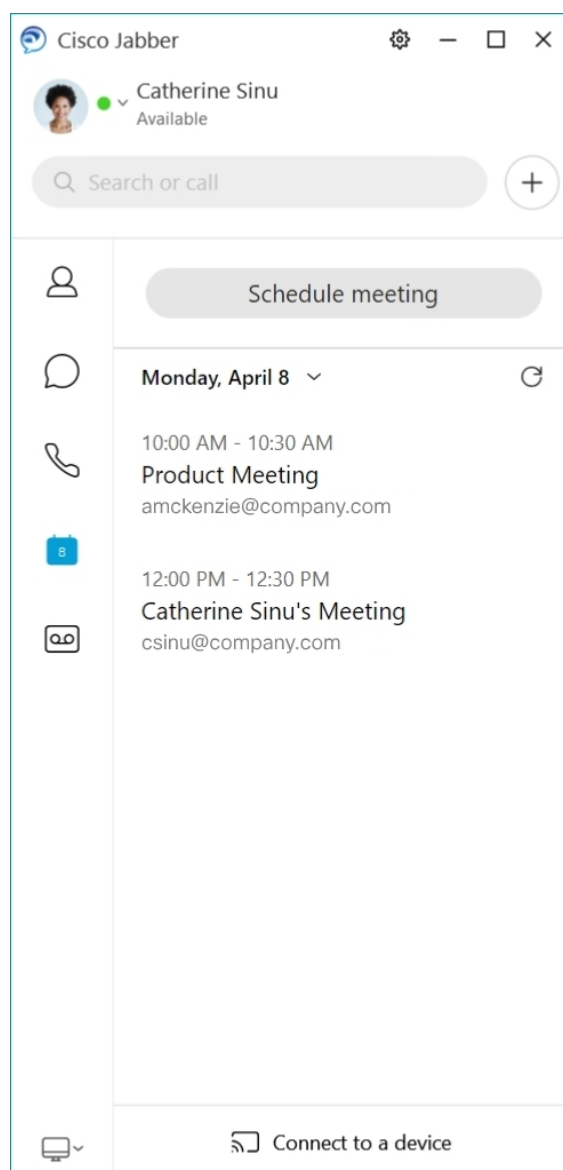 Cisco Jabber
Catherine Sinu
Available
Search or call
Schedule meeting
Monday, April 8
10:00 AM - 10:30 AM
Product Meeting
amckenzie@company.com
8
12:00 PM - 12:30 PM
Catherine Sinu's Meeting
csinu@company.com
Connect to a device